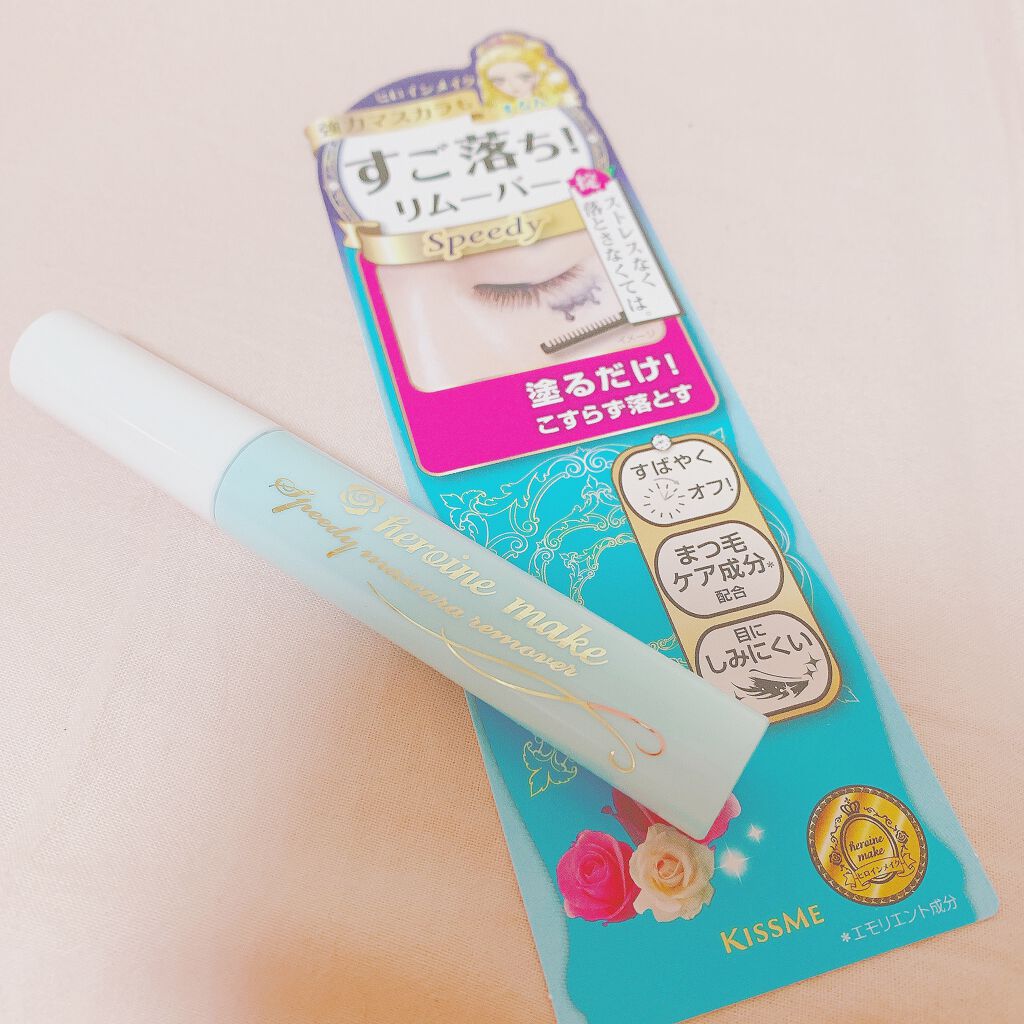 ヒロインメイク
強力マスカラも
すご落ち!
リムーバー
Speedy
ストレスなく
落とさなくては。
イメージ
塗るだけ!
こすらず落とす
すばやく
オフ!
まつ毛
ケア成分*
配合
目に
しみにくい
heroine make
Speedy mascara remover
heroine
make
ヒロインメイク
KISSME
*エモリエント成分